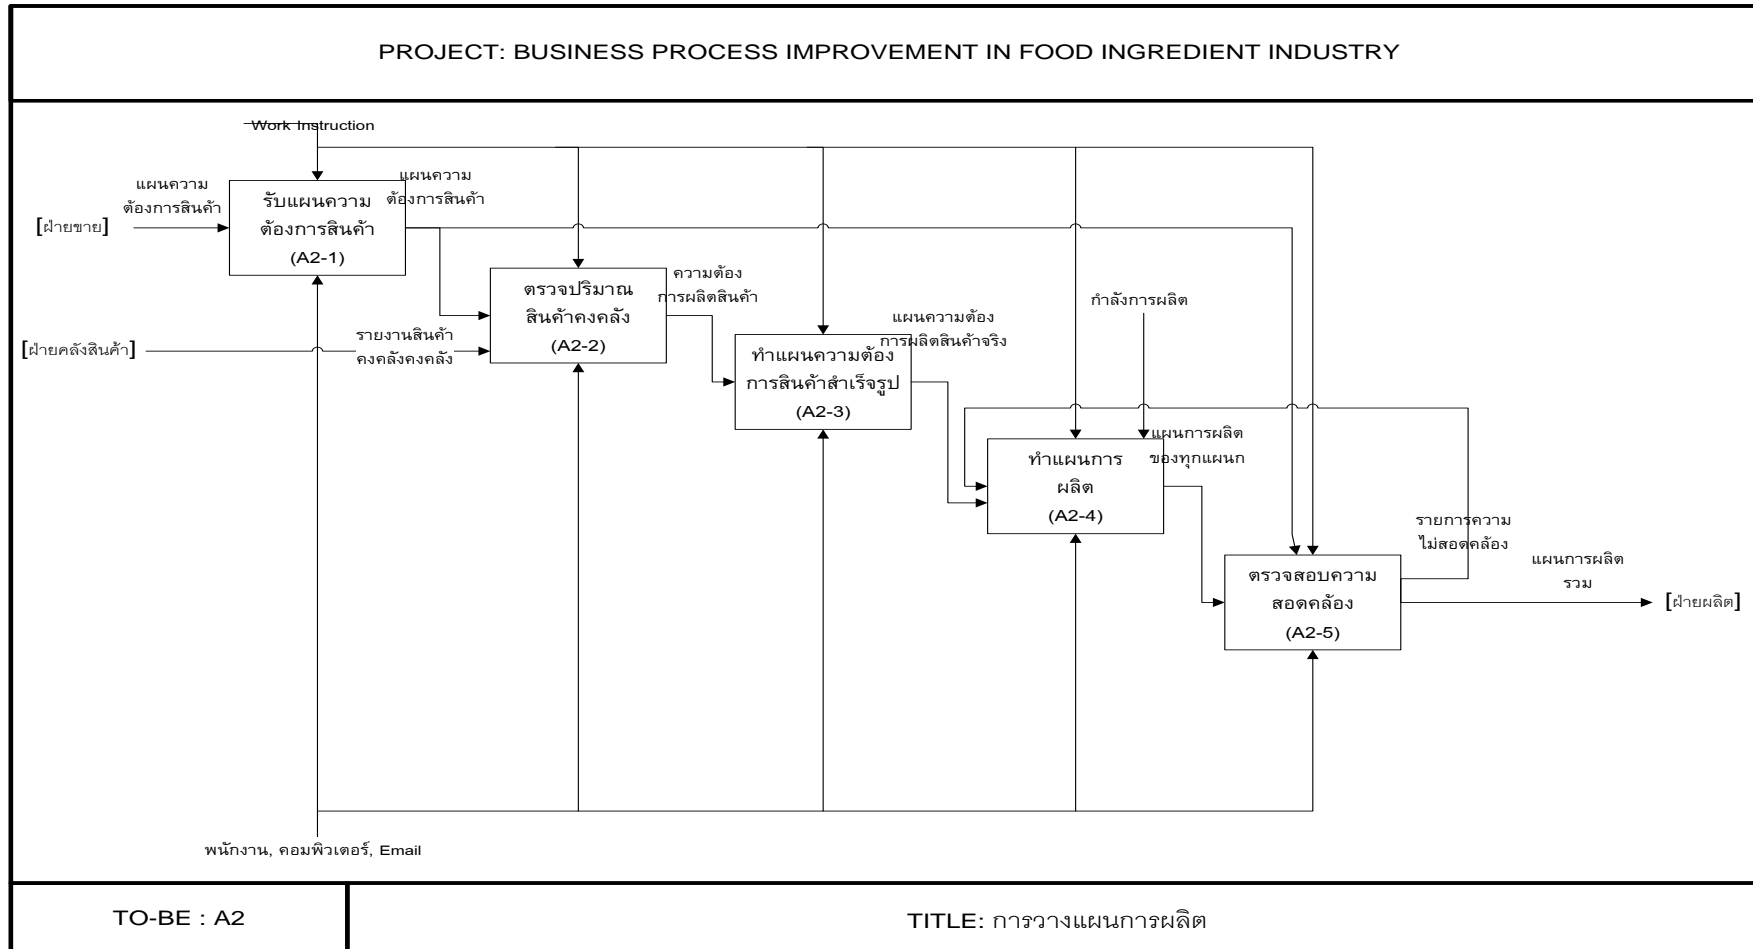 PROJECT: BUSINESS PROCESS IMPROVEMENT IN FOOD INGREDIENT INDUSTRY
Work Instruction
แผนความ
ต้องการสินค้า
[ฝ่ายขาย]
รับแผนความ
ต้องการสินค้า
(A2-1)
แผนความ
ต้องการสินค้า
[ฝ่ายคลังสินค้า]
รายงานสินค้า
คงคลังคงคลัง
ตรวจปริมาณ
สินค้าคงคลัง
(A2-2)
ความต้อง
การผลิตสินค้า
ทำแผนความต้อง
การสินค้าสำเร็จรูป
(A2-3)
แผนความต้อง
การผลิตสินค้าจริง
กำลังการผลิต
ทำแผนการ
ผลิต
(A2-4)
แผนการผลิต
ของทุกแผนก
ตรวจสอบความ
สอดคล้อง
(A2-5)
รายการความ
ไม่สอดคล้อง
แผนการผลิต
รวม
[ฝ่ายผลิต]
พนักงาน, คอมพิวเตอร์, Email
TO-BE : A2
TITLE: การวางแผนการผลิต